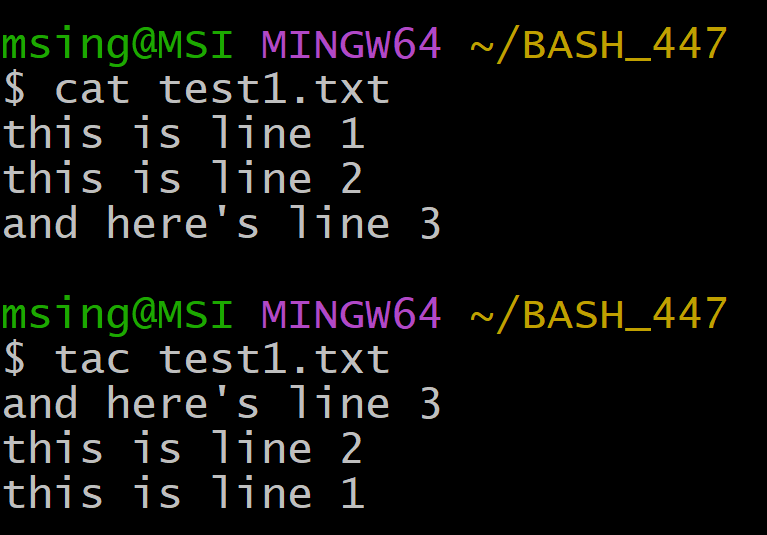 msing@MSI MINGW64 ~/BASH_447
$ cat test1.txt
this is line 1
this is line 2
and here's line 3
msing@MSI MINGW64 ~/BASH_447
$ tac test1.txt
and here's line 3
this is line 2
this is line 1